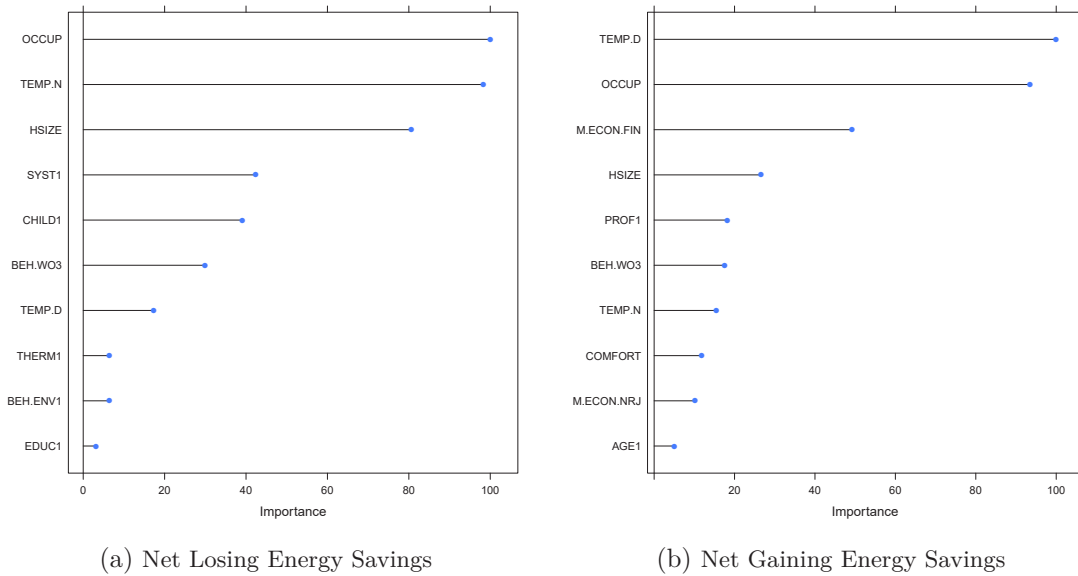 OCCUP
TEMP.N
HSIZE
SYST1
CHILD1
BEH.WO3
TEMP.D
THERM1
BEH.ENV1
EDUC1
0 20 40 60 80 100
Importance
(a) Net Losing Energy Savings
TEMP.D
OCCUP
M.ECON.FIN
HSIZE
PROF1
BEH.WO3
TEMP.N
COMFORT
M.ECON.NRJ
AGE1
20 40 60 80 100
Importance
(b) Net Gaining Energy Savings